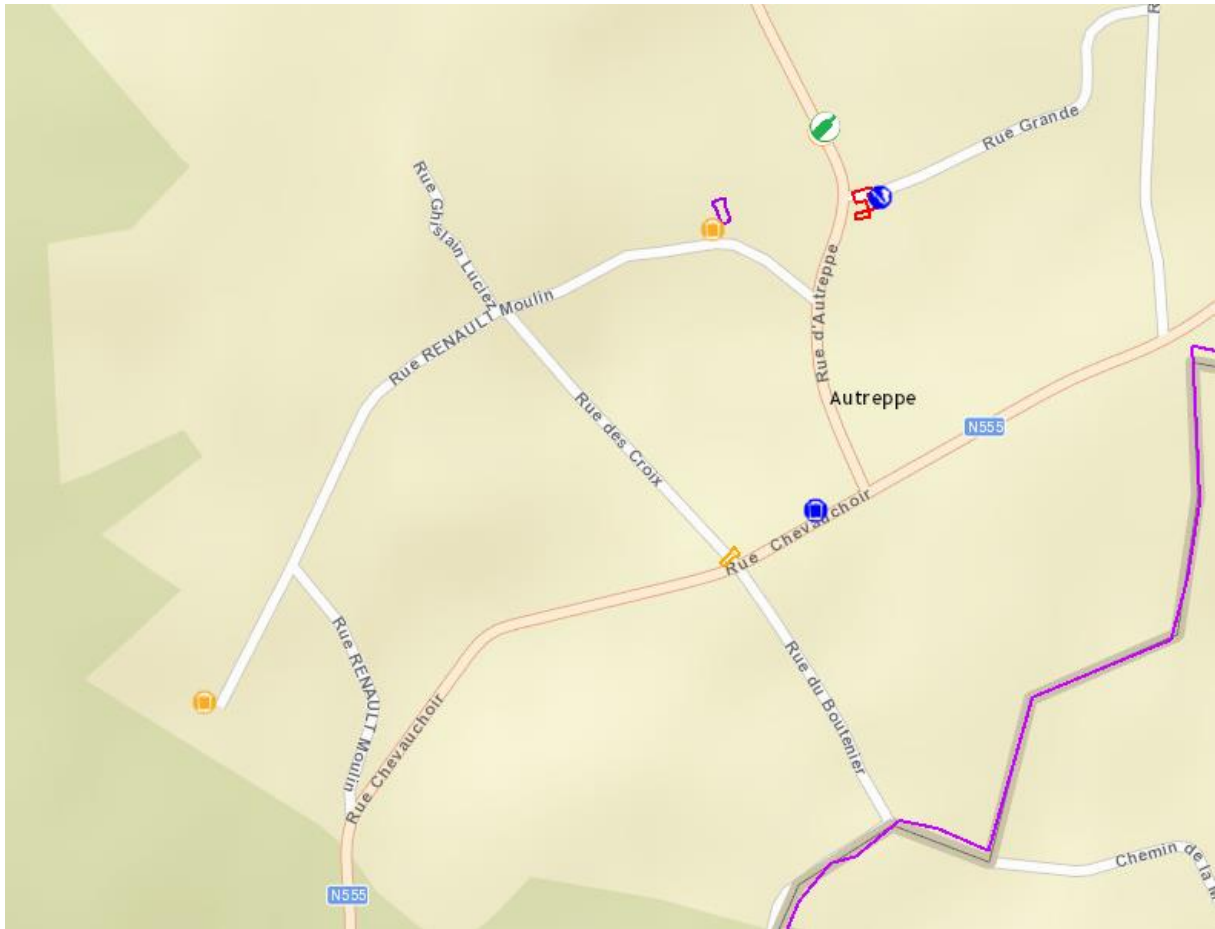 Rue Grande
Rue Ghislain Luciez
Rue d'Autreppe
Rue RENAULT Moulin
Autreppe
Rue des Croix
N555
Rue Chevauchoir
Rue RENAULT Moulin
Rue du Boutenier
Rue Chevauchoir
Chemin de la
N555